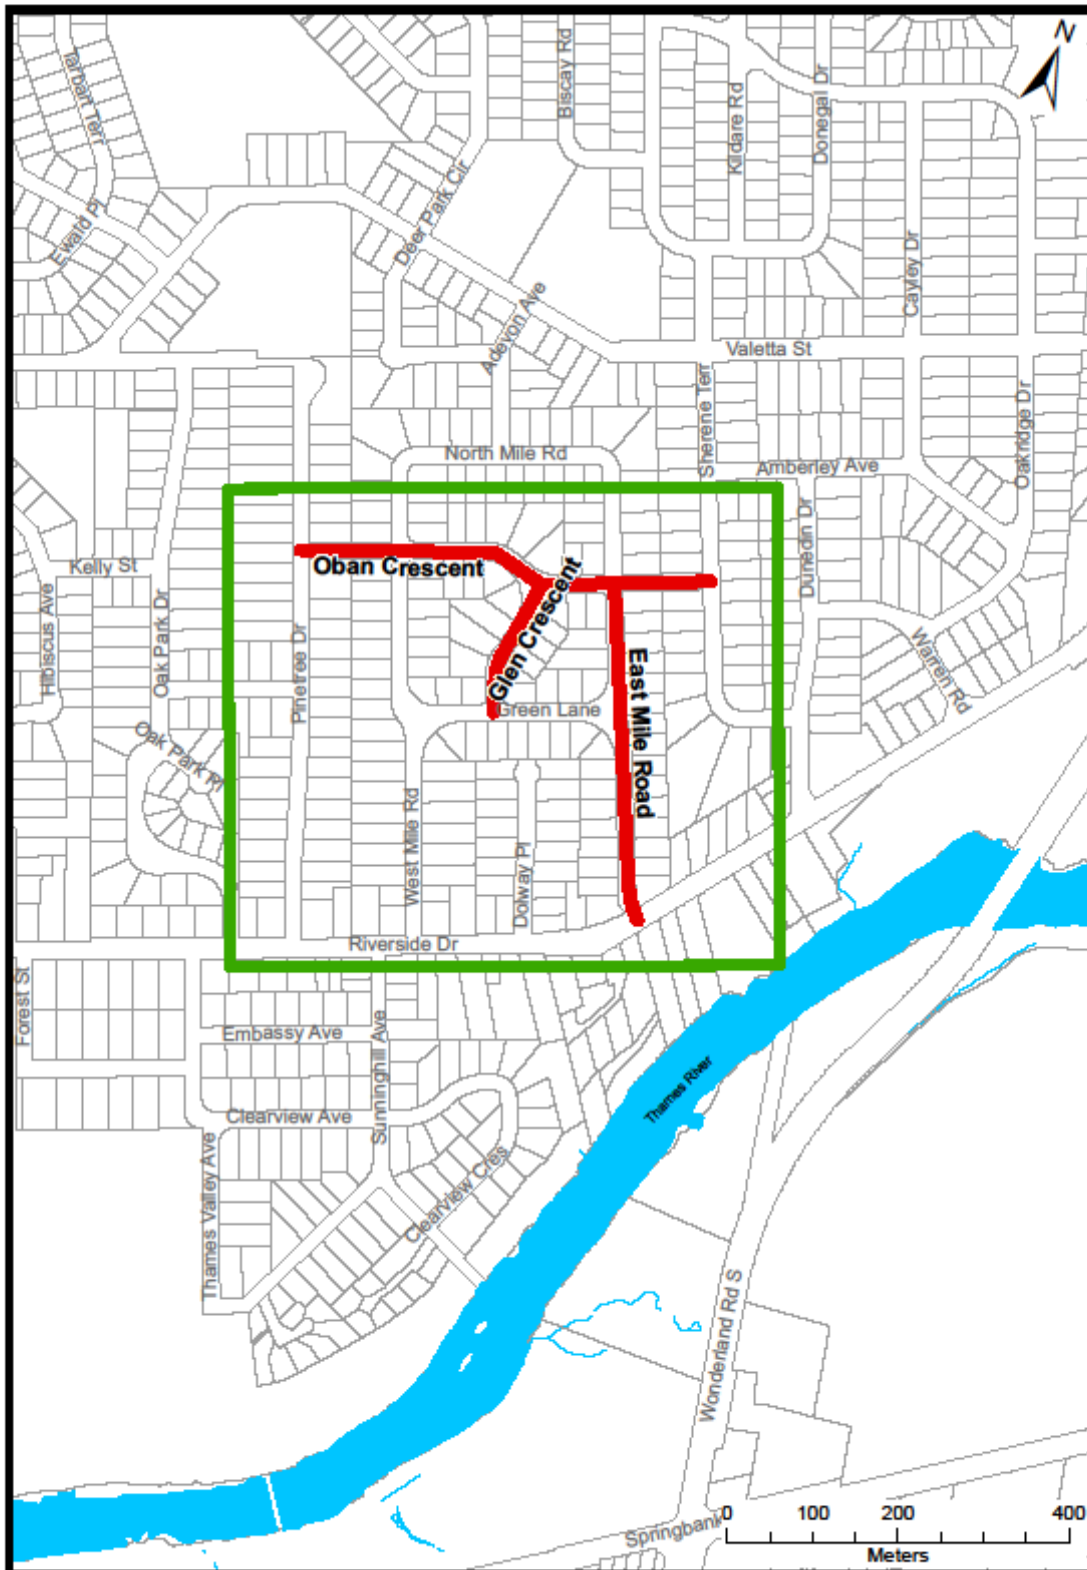 N
Tarbart Terr
Biscay Rd
Kildare Rd
Donegal Dr
Ewald Pl
Deer Park Cir
Cayley Dr
Adevon Ave
Valetta St
Sherene Terr
Oakridge Dr
North Mile Rd
Amberley Ave
Dunedin Dr
Kelly St
Oban Crescent
Glen Crescent
Hibiscus Ave
Oak Park Dr
Pinetree Dr
Warren Rd
Green Lane
East Mile Road
Oak Park Pl
West Mile Rd
Dolway Pl
Riverside Dr
Forest St
Embassy Ave
Sunninghill Ave
Clearview Ave
Thames River
Thames Valley Ave
Clearview Cres
Wonderland Rd S
Springbank
0 100 200 400
Meters